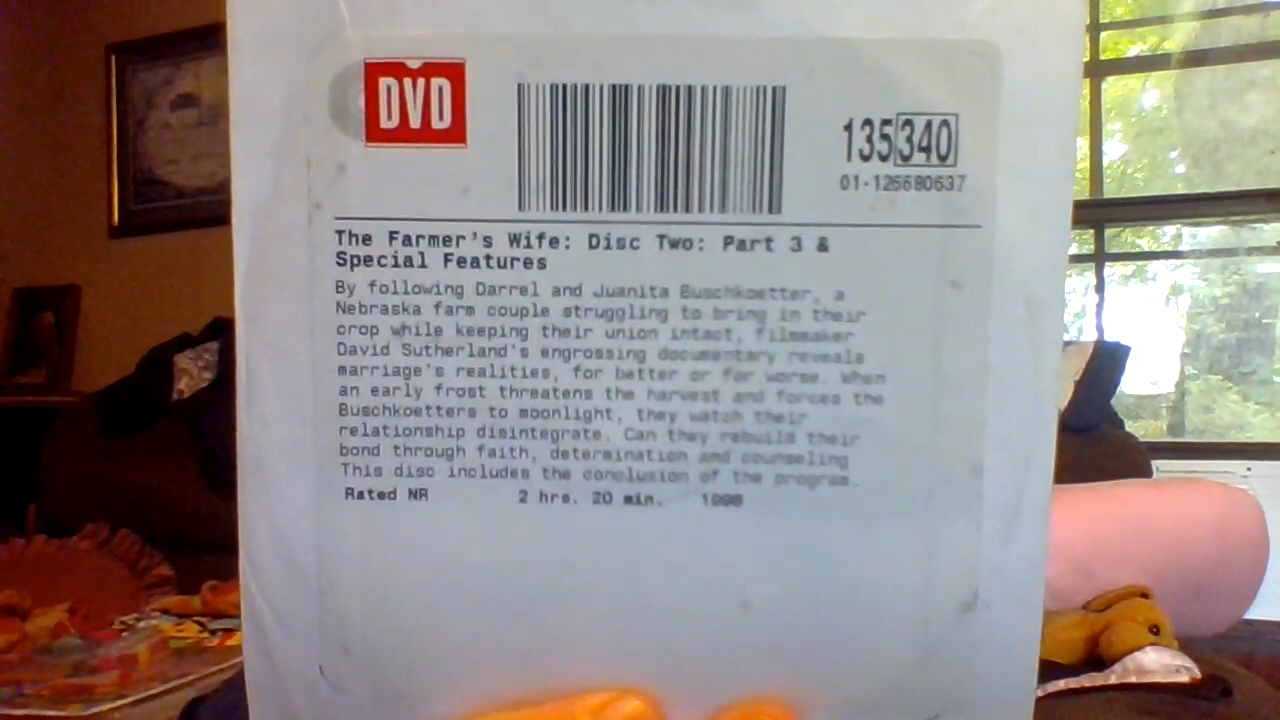 DVD
135340
01-126680637
The Farmer's Wife: Disc Two: Part 3 &
Special Features
By following Darrel and Juanita Buschkoetter, a
Nebraska farm couple struggling to bring in their
crop while keeping their union intact, filmmaker
David Sutherland's engrossing documentary reveals
marriage's realities, for better or for worse. When
an early frost threatens the harvest and forces the
Buschkoetters to moonlight, they watch their
relationship disintegrate. Can they rebuild their
bond through faith, determination and counseling
This disc includes the conclusion of the program.
Rated NR 2 hrs. 20 min. 1998